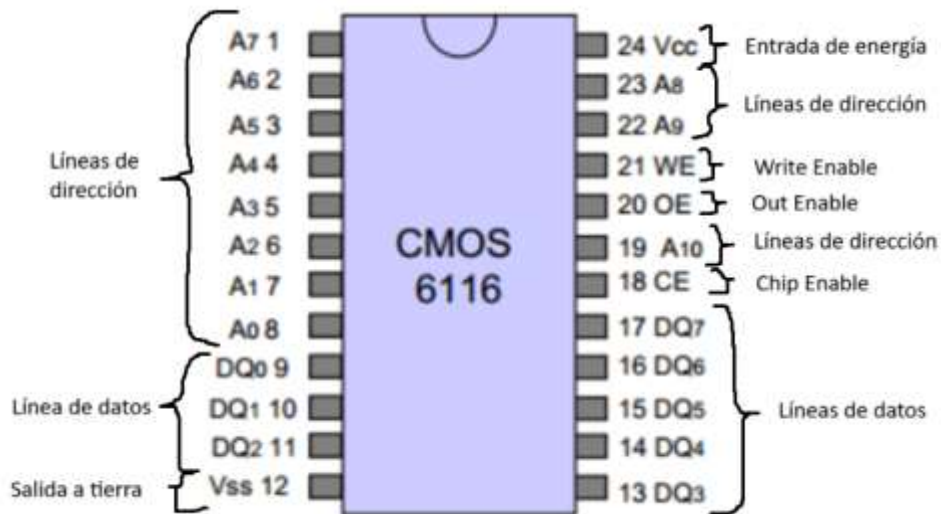 Líneas de
dirección
Línea de datos
Salida a tierra
A7 1
A6 2
A5 3
A4 4
A3 5
A2 6
A1 7
A0 8
DQ0 9
DQ1 10
DQ2 11
Vss 12
CMOS
6116
24 Vcc
23 A8
22 A9
21 WE
20 OE
19 A10
18 CE
17 DQ7
16 DQ6
15 DQ5
14 DQ4
13 DQ3
Entrada de energía
Líneas de dirección
Write Enable
Out Enable
Líneas de dirección
Chip Enable
Líneas de datos